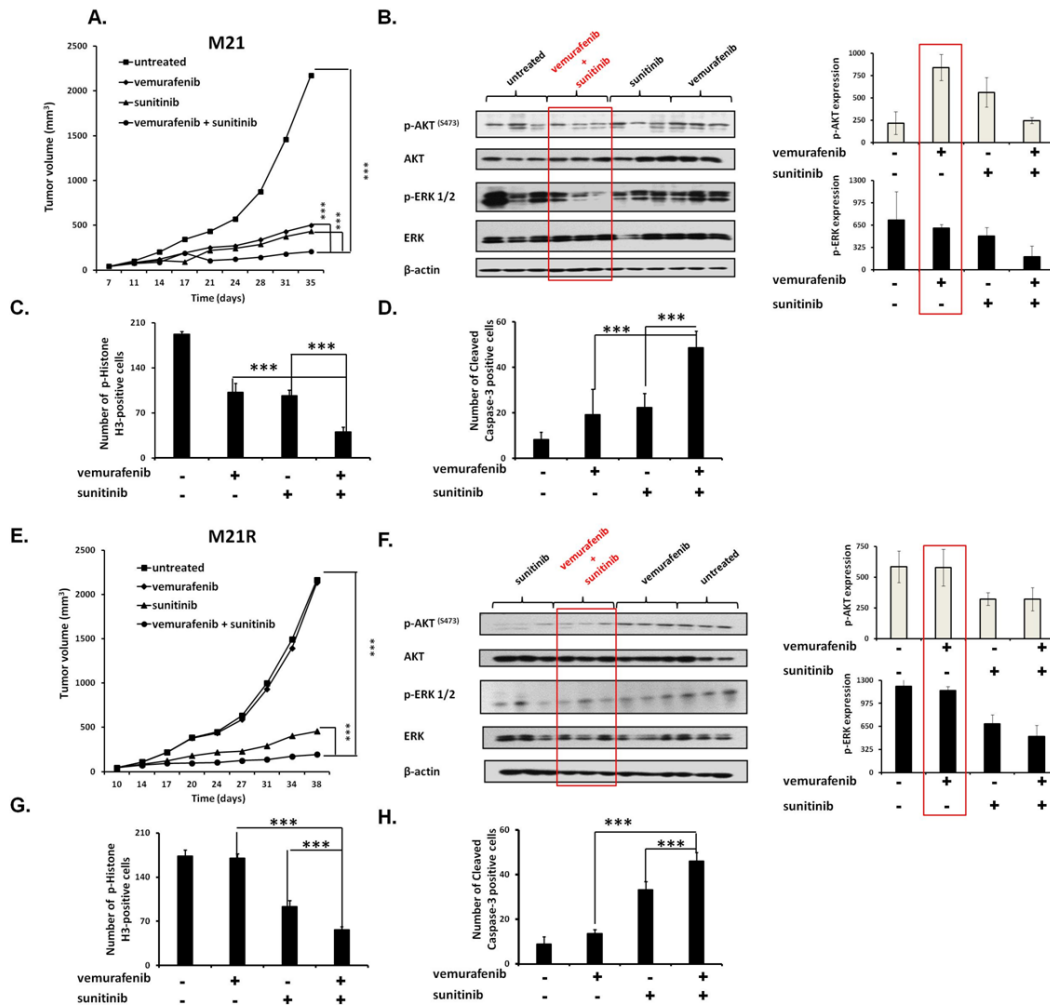 A.
M21
untreated
vemurafenib
sunitinib
vemurafenib + sunitinib
Tumor volume (mm³)
2500
2000
1500
1000
500
0
7 11 14 17 21 24 28 31 35
Time (days)
***
***
***
B.
untreated
vemurafenib
+
sunitinib
sunitinib
vemurafenib
p-AKT (S473)
AKT
p-ERK 1/2
ERK
β-actin
p-AKT expression
1000
750
500
250
0
vemurafenib - + - +
sunitinib - - + +
p-ERK expression
1300
975
650
325
0
vemurafenib - + - +
sunitinib - - + +
C.
Number of p-Histone
H3-positive cells
210
140
70
0
***
***
vemurafenib - + - +
sunitinib - - + +
D.
Number of Cleaved
Caspase-3 positive cells
60
40
20
0
***
***
- + - +
- - + +
E.
M21R
untreated
vemurafenib
sunitinib
vemurafenib + sunitinib
Tumor volume (mm³)
2500
2000
1500
1000
500
0
10 14 17 20 24 27 31 34 38
Time (days)
***
***
F.
sunitinib
vemurafenib
+
sunitinib
vemurafenib
untreated
p-AKT (S473)
AKT
p-ERK 1/2
ERK
β-actin
p-AKT expression
750
500
250
0
vemurafenib - + - +
sunitinib - - + +
p-ERK expression
1300
975
650
325
0
vemurafenib - + - +
sunitinib - - + +
G.
Number of p-Histone
H3-positive cells
210
140
70
0
***
***
vemurafenib - + - +
sunitinib - - + +
H.
Number of Cleaved
Caspase-3 positive cells
60
40
20
0
***
***
vemurafenib - + - +
sunitinib - - + +